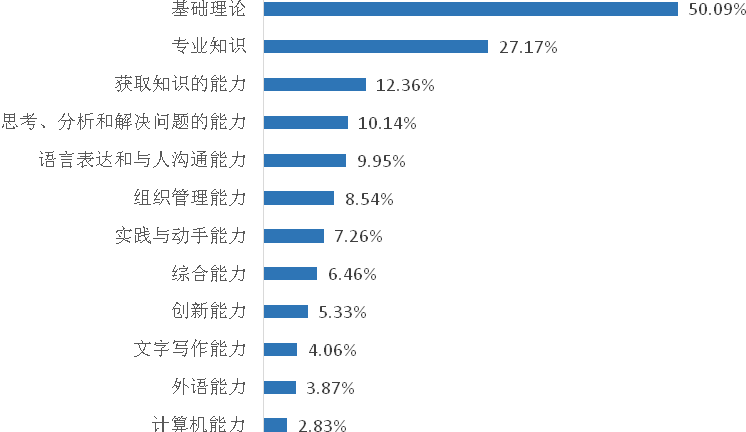 基础理论 50.09%
专业知识 27.17%
获取知识的能力 12.36%
思考、分析和解决问题的能力 10.14%
语言表达和与人沟通能力 9.95%
组织管理能力 8.54%
实践与动手能力 7.26%
综合能力 6.46%
创新能力 5.33%
文字写作能力 4.06%
外语能力 3.87%
计算机能力 2.83%